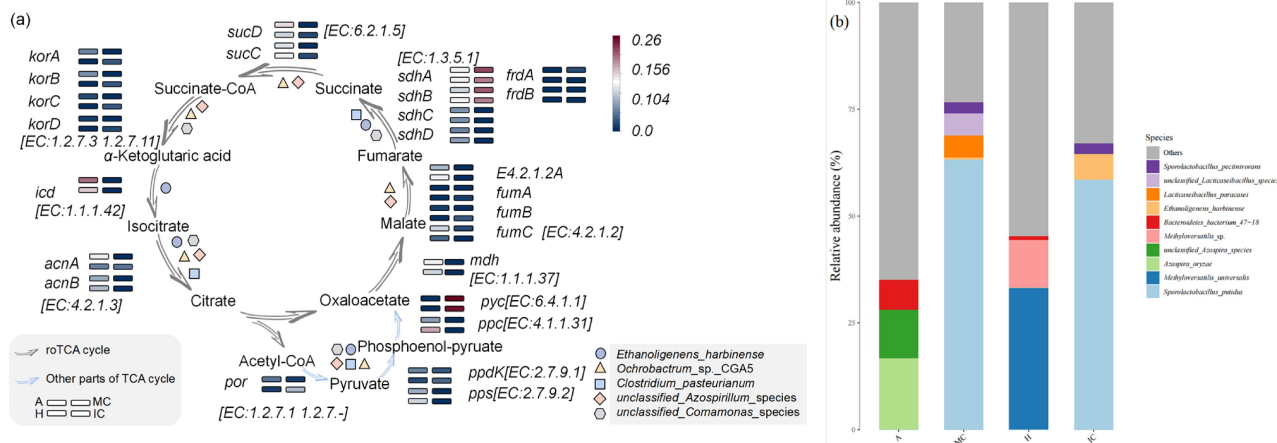 (a)
sucD [EC:6.2.1.5]
sucC
korA
korB
korC
korD
[EC:1.2.7.3 1.2.7.11]
Succinate-CoA
Succinate
[EC:1.3.5.1]
sdhA
sdhB
sdhC
sdhD
frdA
frdB
0.26
0.156
0.104
0.0
α-Ketoglutaric acid
Fumarate
icd
[EC:1.1.1.42]
E4.2.1.2A
fumA
fumB
fumC [EC:4.2.1.2]
Isocitrate
Malate
acnA
acnB
[EC:4.2.1.3]
mdh
[EC:1.1.1.37]
Citrate
Oxaloacetate
pyc[EC:6.4.1.1]
ppc[EC:4.1.1.31]
Acetyl-CoA
Phosphoenol-pyruate
Pyruvate
por
[EC:1.2.7.1 1.2.7.-]
ppdK[EC:2.7.9.1]
pps[EC:2.7.9.2]
roTCA cycle
Other parts of TCA cycle
A MC
H IC
Ethanoligenens_harbinense
Ochrobactrum_sp._CGA5
Clostridium_pasteurianum
unclassified_Azospirillum_species
unclassified_Comamonas_species
(b)
Relative abundance (%)
100
75
50
25
0
A
MC
H
IC
Species
Others
Sporolactobacillus_pectinivorans
unclassified_Lacticaseibacillus_species
Lacticaseibacillus_paracasei
Ethanoligenens_harbinense
Bacteroidetes_bacterium_47-18
Methyloversatilis_sp.
unclassified_Azospira_species
Azospira_oryzae
Methyloversatilis_universalis
Sporolactobacillus_putidus